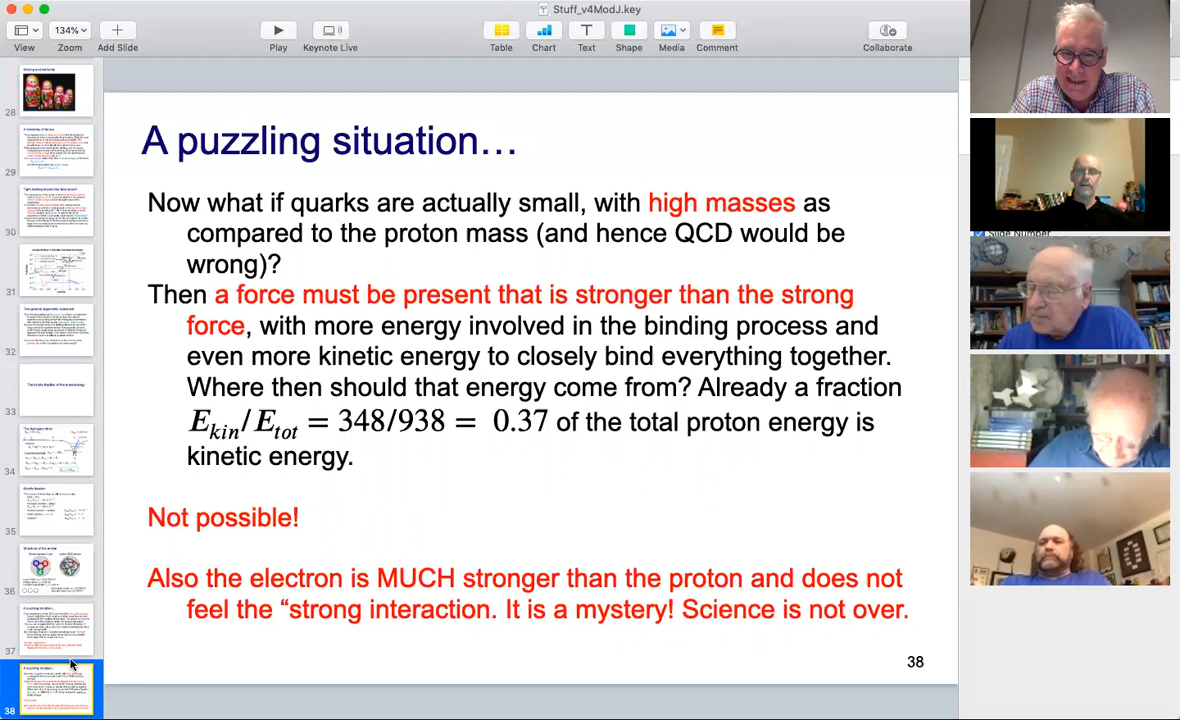 Stuff_v4ModJ.key
134%
View
Zoom
Add Slide
Play
Keynote Live
Table
Chart
Text
Shape
Media
Comment
Collaborate
28
29
30
31
32
33
34
35
36
37
38
A puzzling situation…
Now what if quarks are actually small, with high masses as
compared to the proton mass (and hence QCD would be
wrong)?
Then a force must be present that is stronger than the strong
force, with more energy involved in the binding process and
even more kinetic energy to closely bind everything together.
Where then should that energy come from? Already a fraction
E_kin/E_tot = 348/938 = 0.37 of the total proton energy is
kinetic energy.
Not possible!
Also the electron is MUCH stronger than the proton and does not
feel the “strong interaction. It is a mystery! Science is not over.
38
Slide Number